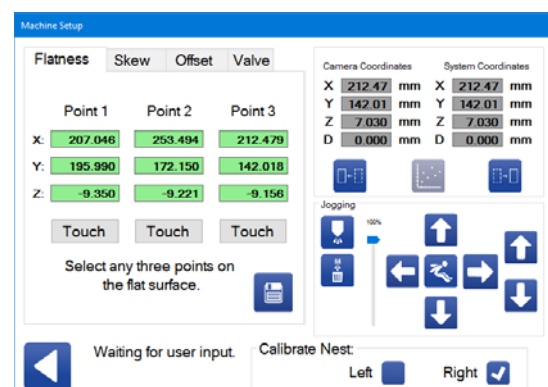 Machine Setup
Flatness Skew Offset Valve
Point 1 Point 2 Point 3
X: 207.046 253.494 212.479
Y: 195.990 172.150 142.018
Z: -9.350 -9.221 -9.156
Touch Touch Touch
Select any three points on
the flat surface.
Camera Coordinates System Coordinates
X 212.47 mm X 212.47 mm
Y 142.01 mm Y 142.01 mm
Z 7.030 mm Z 7.030 mm
D 0.000 mm D 0.000 mm
Jogging
100%
Waiting for user input.
Calibrate Nest:
Left Right